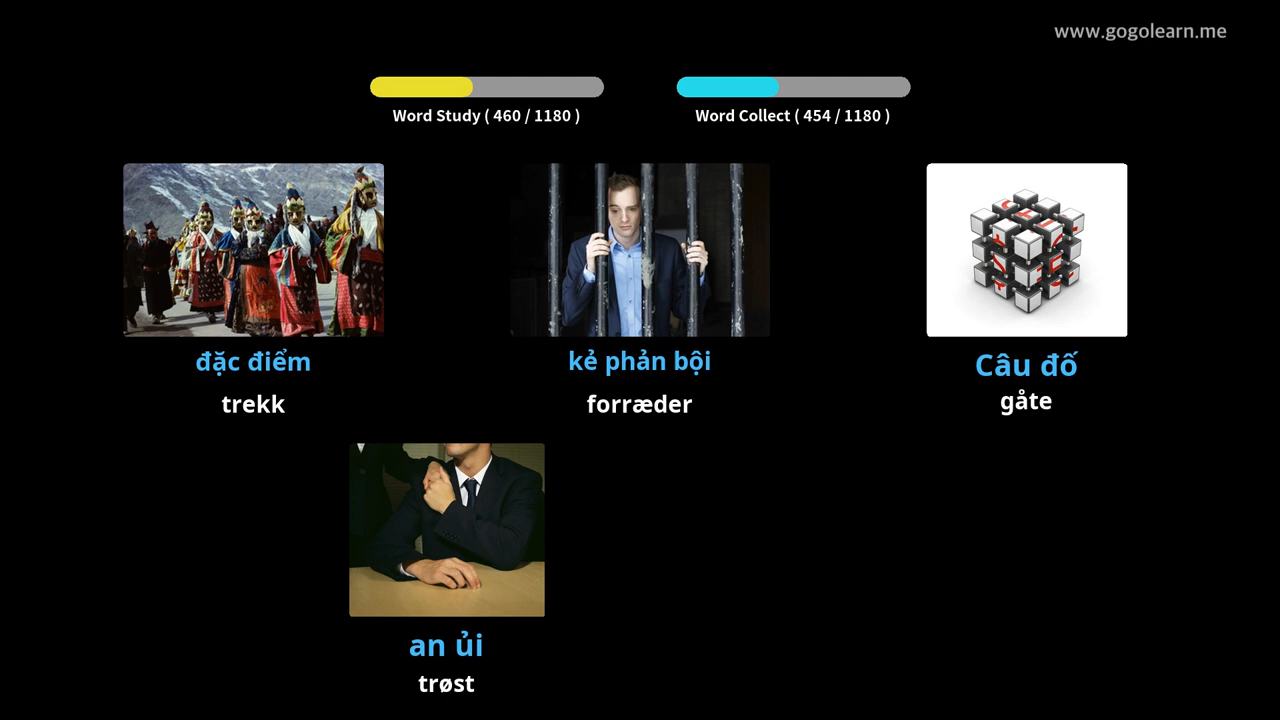 www.gogolearn.me
Word Study ( 460 / 1180 )
Word Collect ( 454 / 1180 )
đặc điểm
trekk
kẻ phản bội
forræder
Câu đố
gåte
an ủi
trøst